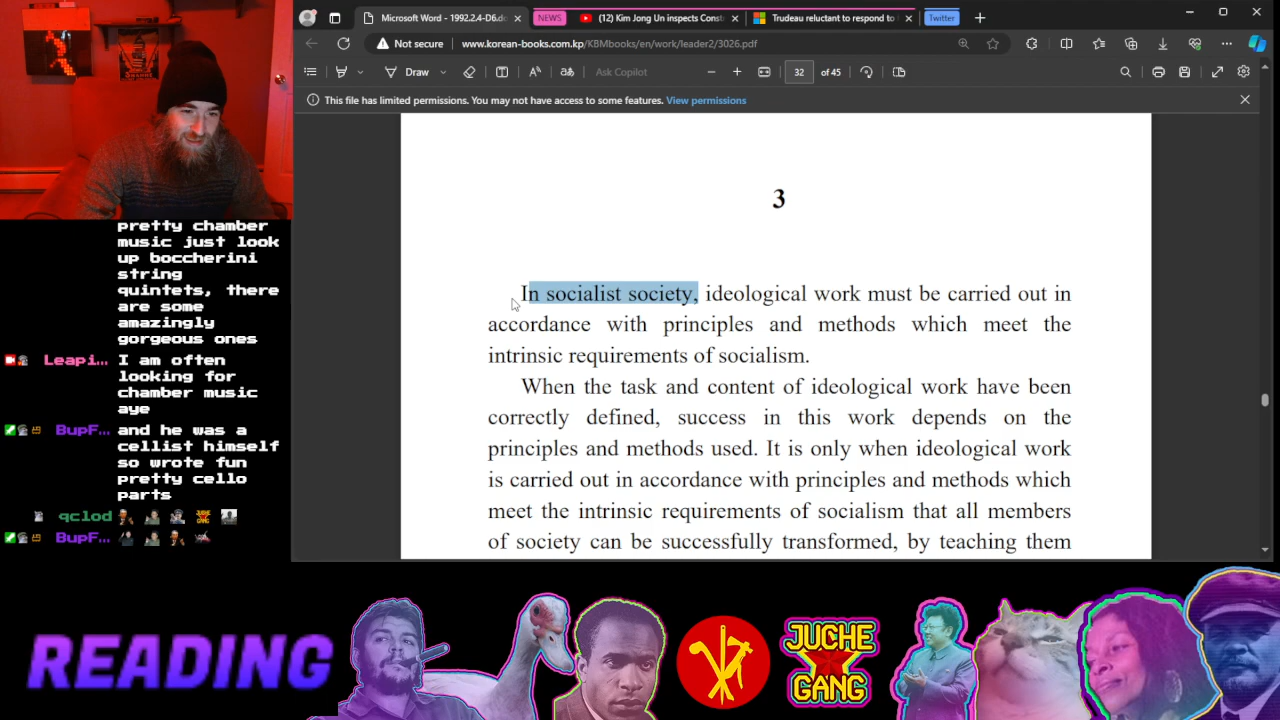 Microsoft Word - 1992.2.4-D6.do
NEWS
(12) Kim Jong Un inspects Const
Trudeau reluctant to respond to
Twitter
Not secure
www.korean-books.com.kp/KBMbooks/en/work/leader2/3026.pdf
Draw
Ask Copilot
32 of 45
This file has limited permissions. You may not have access to some features. View permissions
3
In socialist society, ideological work must be carried out in
accordance with principles and methods which meet the
intrinsic requirements of socialism.
When the task and content of ideological work have been
correctly defined, success in this work depends on the
principles and methods used. It is only when ideological work
is carried out in accordance with principles and methods which
meet the intrinsic requirements of socialism that all members
of society can be successfully transformed, by teaching them
pretty chamber
music just look
up boccherini
string
quintets, there
are some
amazingly
gorgeous ones
Leapi... I am often
looking for
chamber music
aye
BupF... and he was a
cellist himself
so wrote fun
pretty cello
parts
qclod
BupF...
READING
JUCHE
GANG